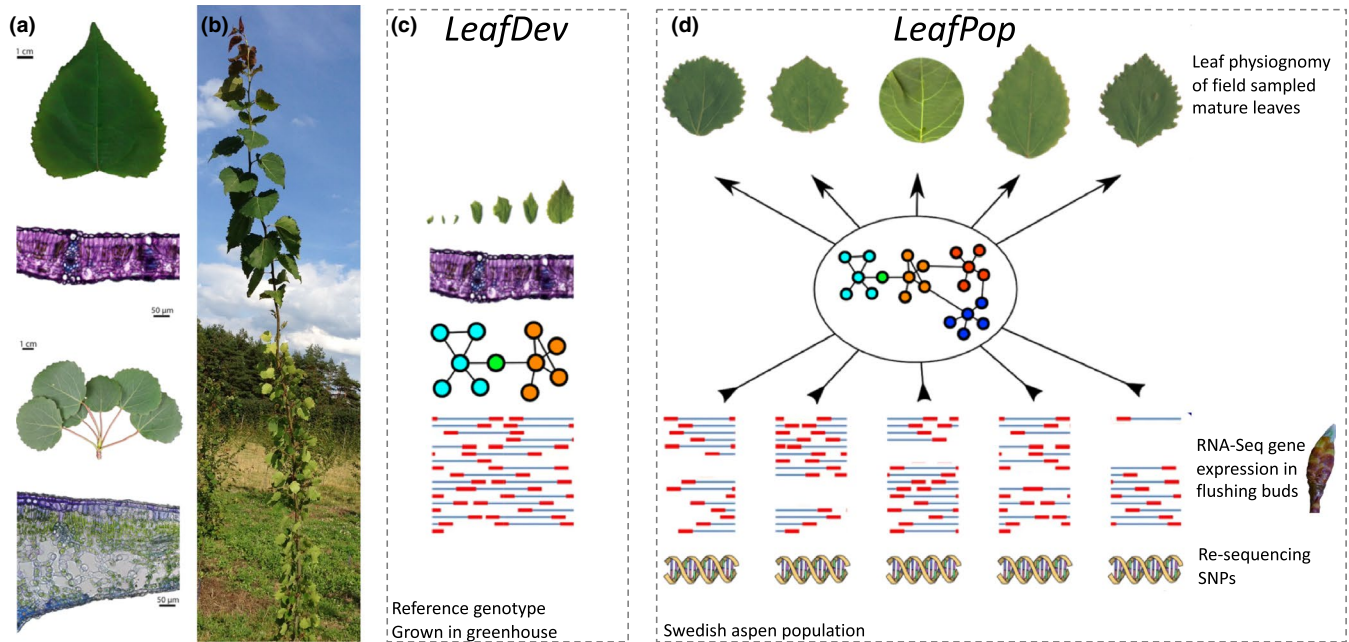 (a)
1 cm
50 µm
1 cm
50 µm
(b)
(c)
LeafDev
Reference genotype
Grown in greenhouse
(d)
LeafPop
Leaf physiognomy
of field sampled
mature leaves
RNA-Seq gene
expression in
flushing buds
Re-sequencing
SNPs
Swedish aspen population